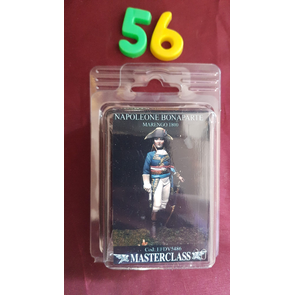 56
NAPOLEONE BONAPARTE
MARENGO 1800
MASTERCLASS